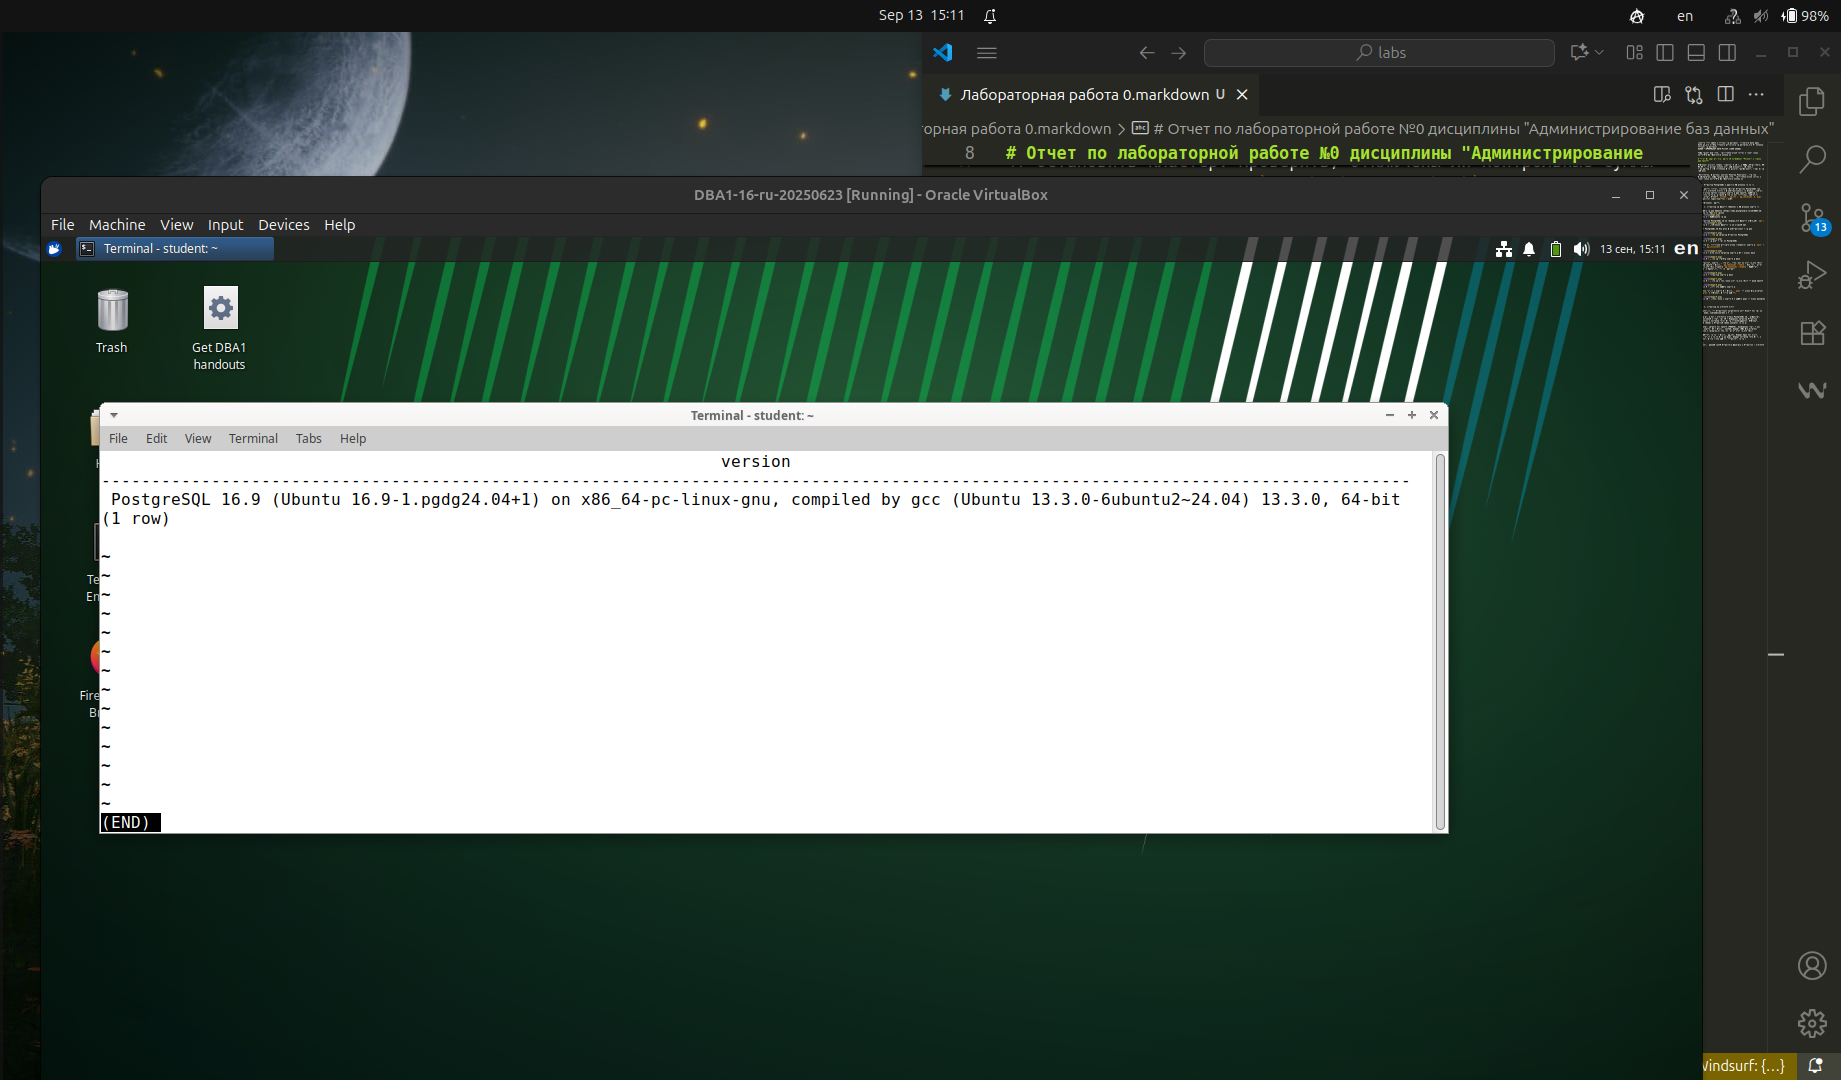 Sep 13 15:11
en
98%
labs
Лабораторная работа 0.markdown U
орная работа 0.markdown > # Отчет по лабораторной работе №0 дисциплины "Администрирование баз данных"
8 # Отчет по лабораторной работе №0 дисциплины "Администрирование
13
DBA1-16-ru-20250623 [Running] - Oracle VirtualBox
File Machine View Input Devices Help
Terminal - student: ~
13 сен, 15:11 en
Trash
Get DBA1
handouts
Terminal - student: ~
File Edit View Terminal Tabs Help
version
PostgreSQL 16.9 (Ubuntu 16.9-1.pgdg24.04+1) on x86_64-pc-linux-gnu, compiled by gcc (Ubuntu 13.3.0-6ubuntu2~24.04) 13.3.0, 64-bit
(1 row)
~
~
~
~
~
~
~
~
~
~
~
~
~
~
(END)
Te
En
Fire
B
indsurf: {...}